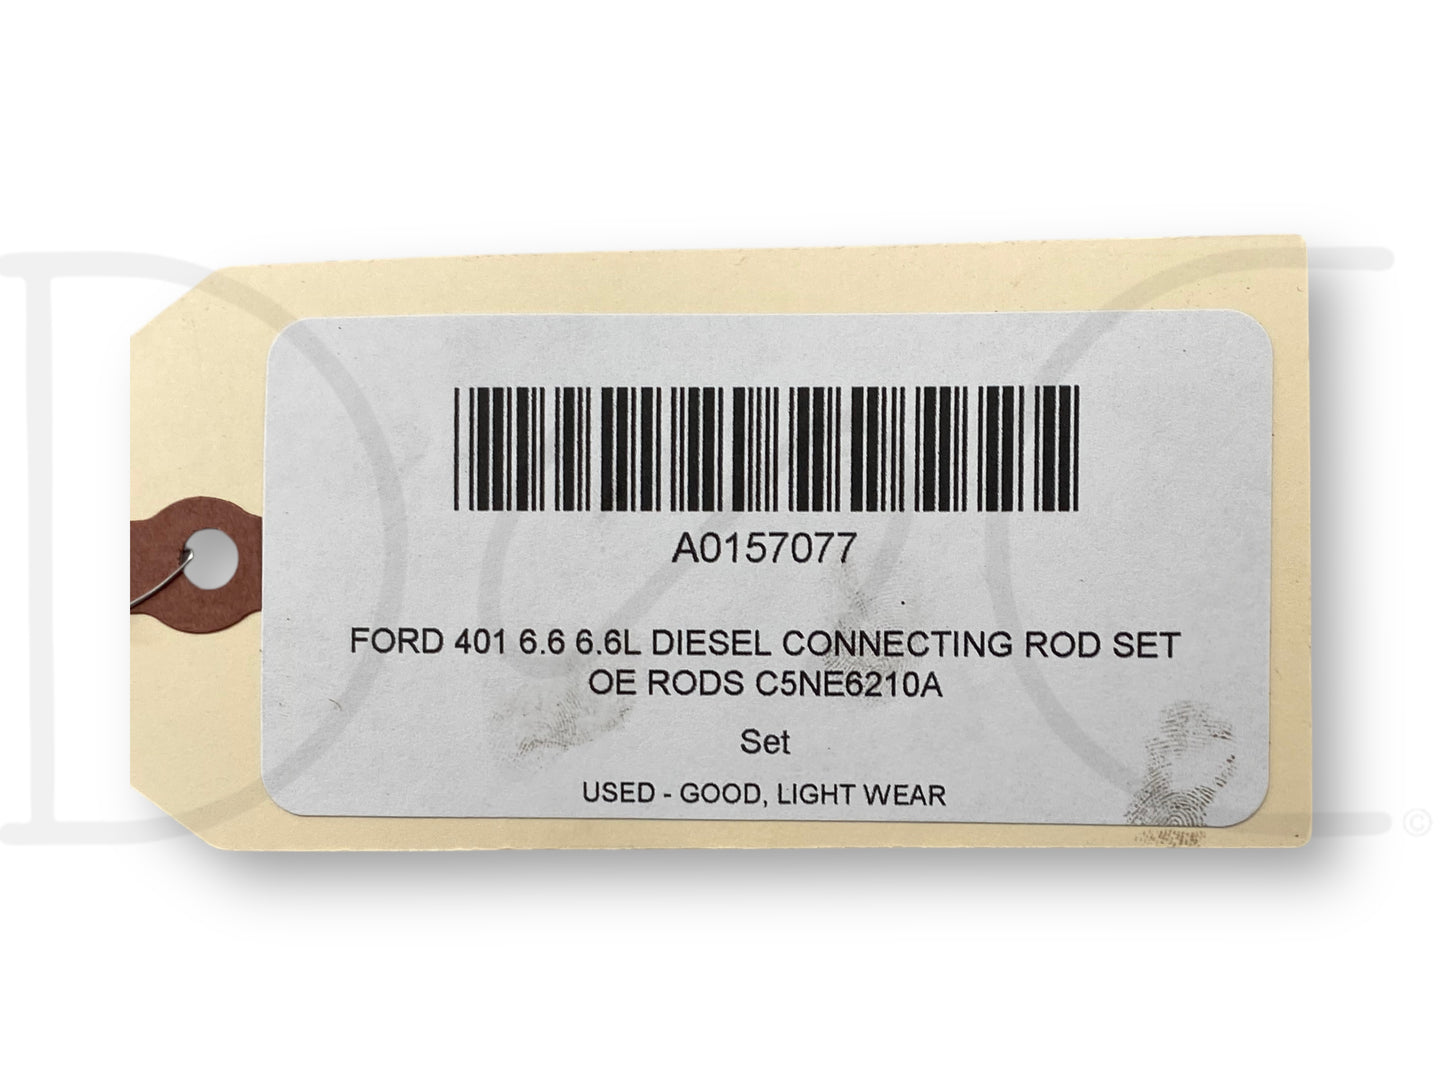 A0157077
FORD 401 6.6 6.6L DIESEL CONNECTING ROD SET
OE RODS C5NE6210A
Set
USED - GOOD, LIGHT WEAR
©